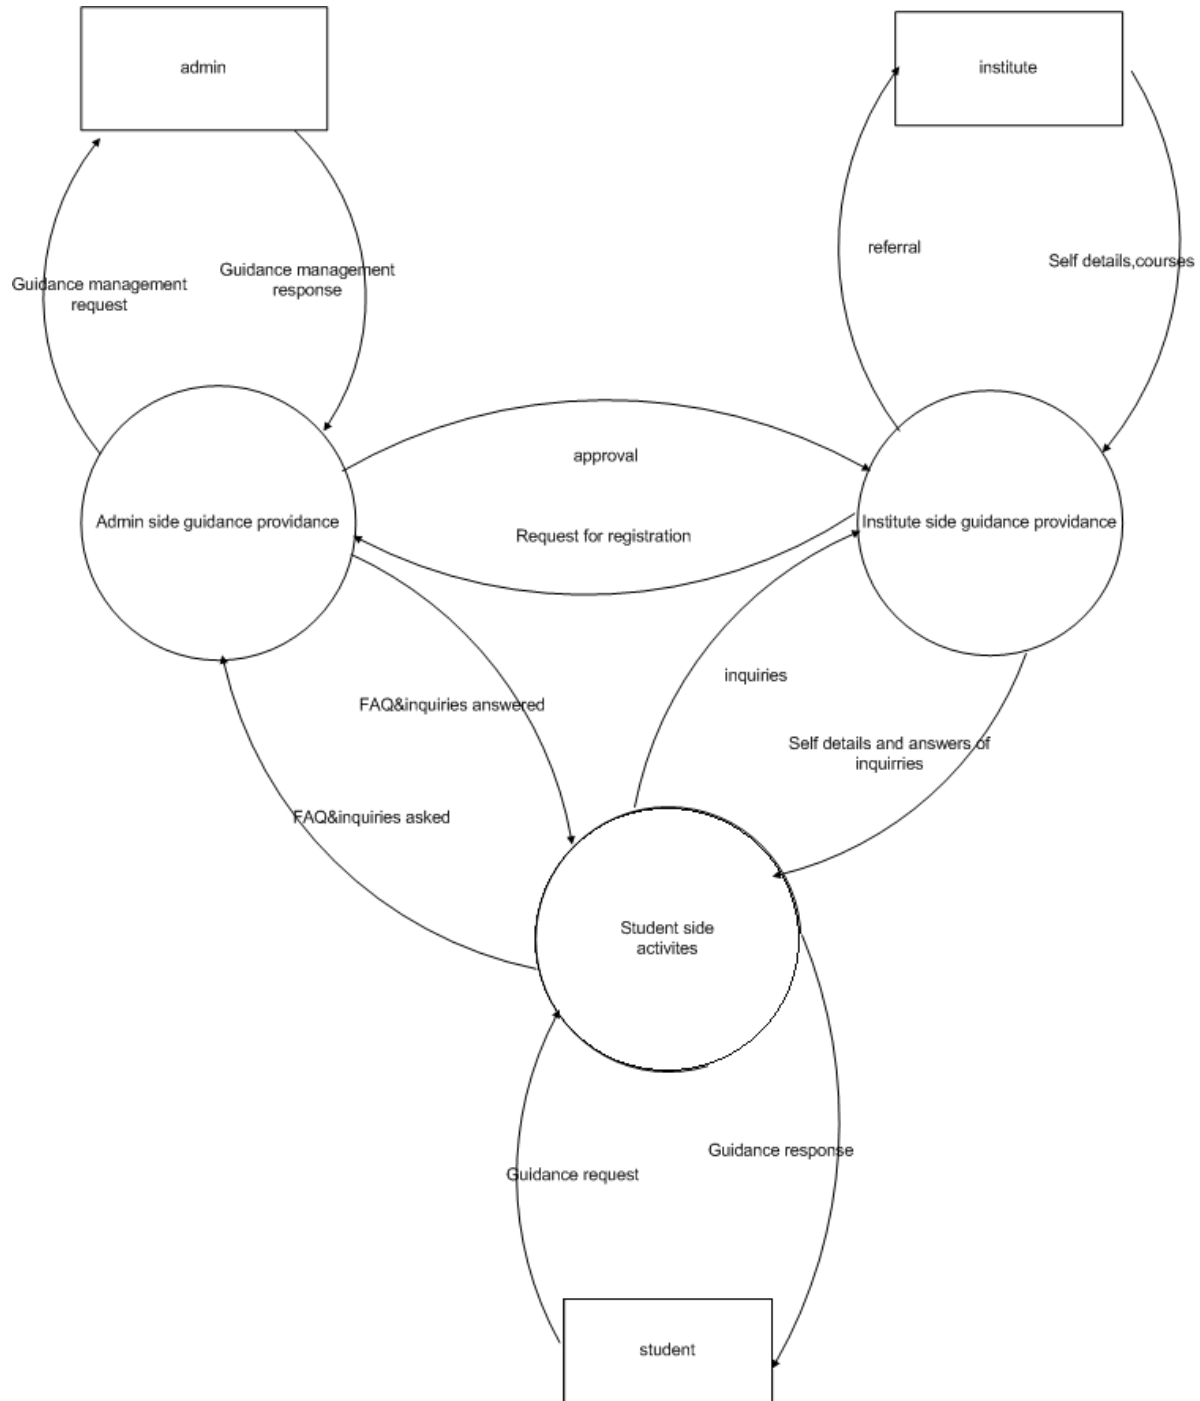 admin
institute
referral
Self details,courses
Guidance management
request
Guidance management
response
approval
Admin side guidance providance
Request for registration
Institute side guidance providance
inquiries
FAQ&inquiries answered
Self details and answers of
inquirries
FAQ&inquiries asked
Student side
activites
Guidance request
Guidance response
student